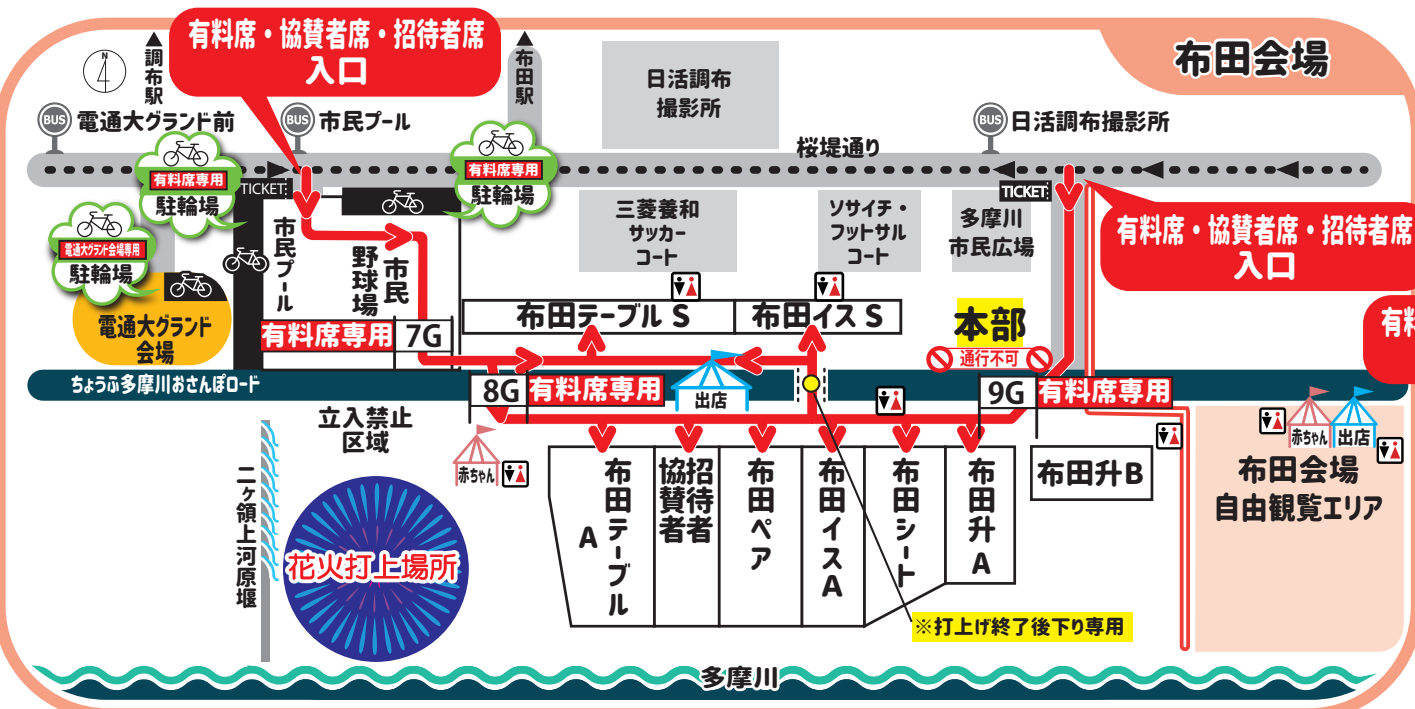 布田会場
有料席・協賛者席・招待者席
入口
N
▲調布駅
▲布田駅
日活調布
撮影所
BUS 電通大グランド前
BUS 市民プール
BUS 日活調布撮影所
桜堤通り
有料席専用
駐輪場
有料席専用
駐輪場
電通大グランド会場専用
駐輪場
TICKET
TICKET
市民プール
市民
野球場
三菱養和
サッカー
コート
ソサイチ・
フットサル
コート
多摩川
市民広場
有料席・協賛者席・招待者席
入口
有料
電通大グランド
会場
有料席専用 7G
布田テーブル S
布田イス S
本部
通行不可
ちょうふ多摩川おさんぽロード
8G 有料席専用
出店
9G 有料席専用
立入禁止
区域
赤ちゃん
二ヶ領上河原堰
花火打上場所
布田テーブル
A
招待者
協賛者
布田ペア
布田イスA
布田シート
布田升A
布田升B
赤ちゃん
出店
布田会場
自由観覧エリア
※打上げ終了後下り専用
多摩川